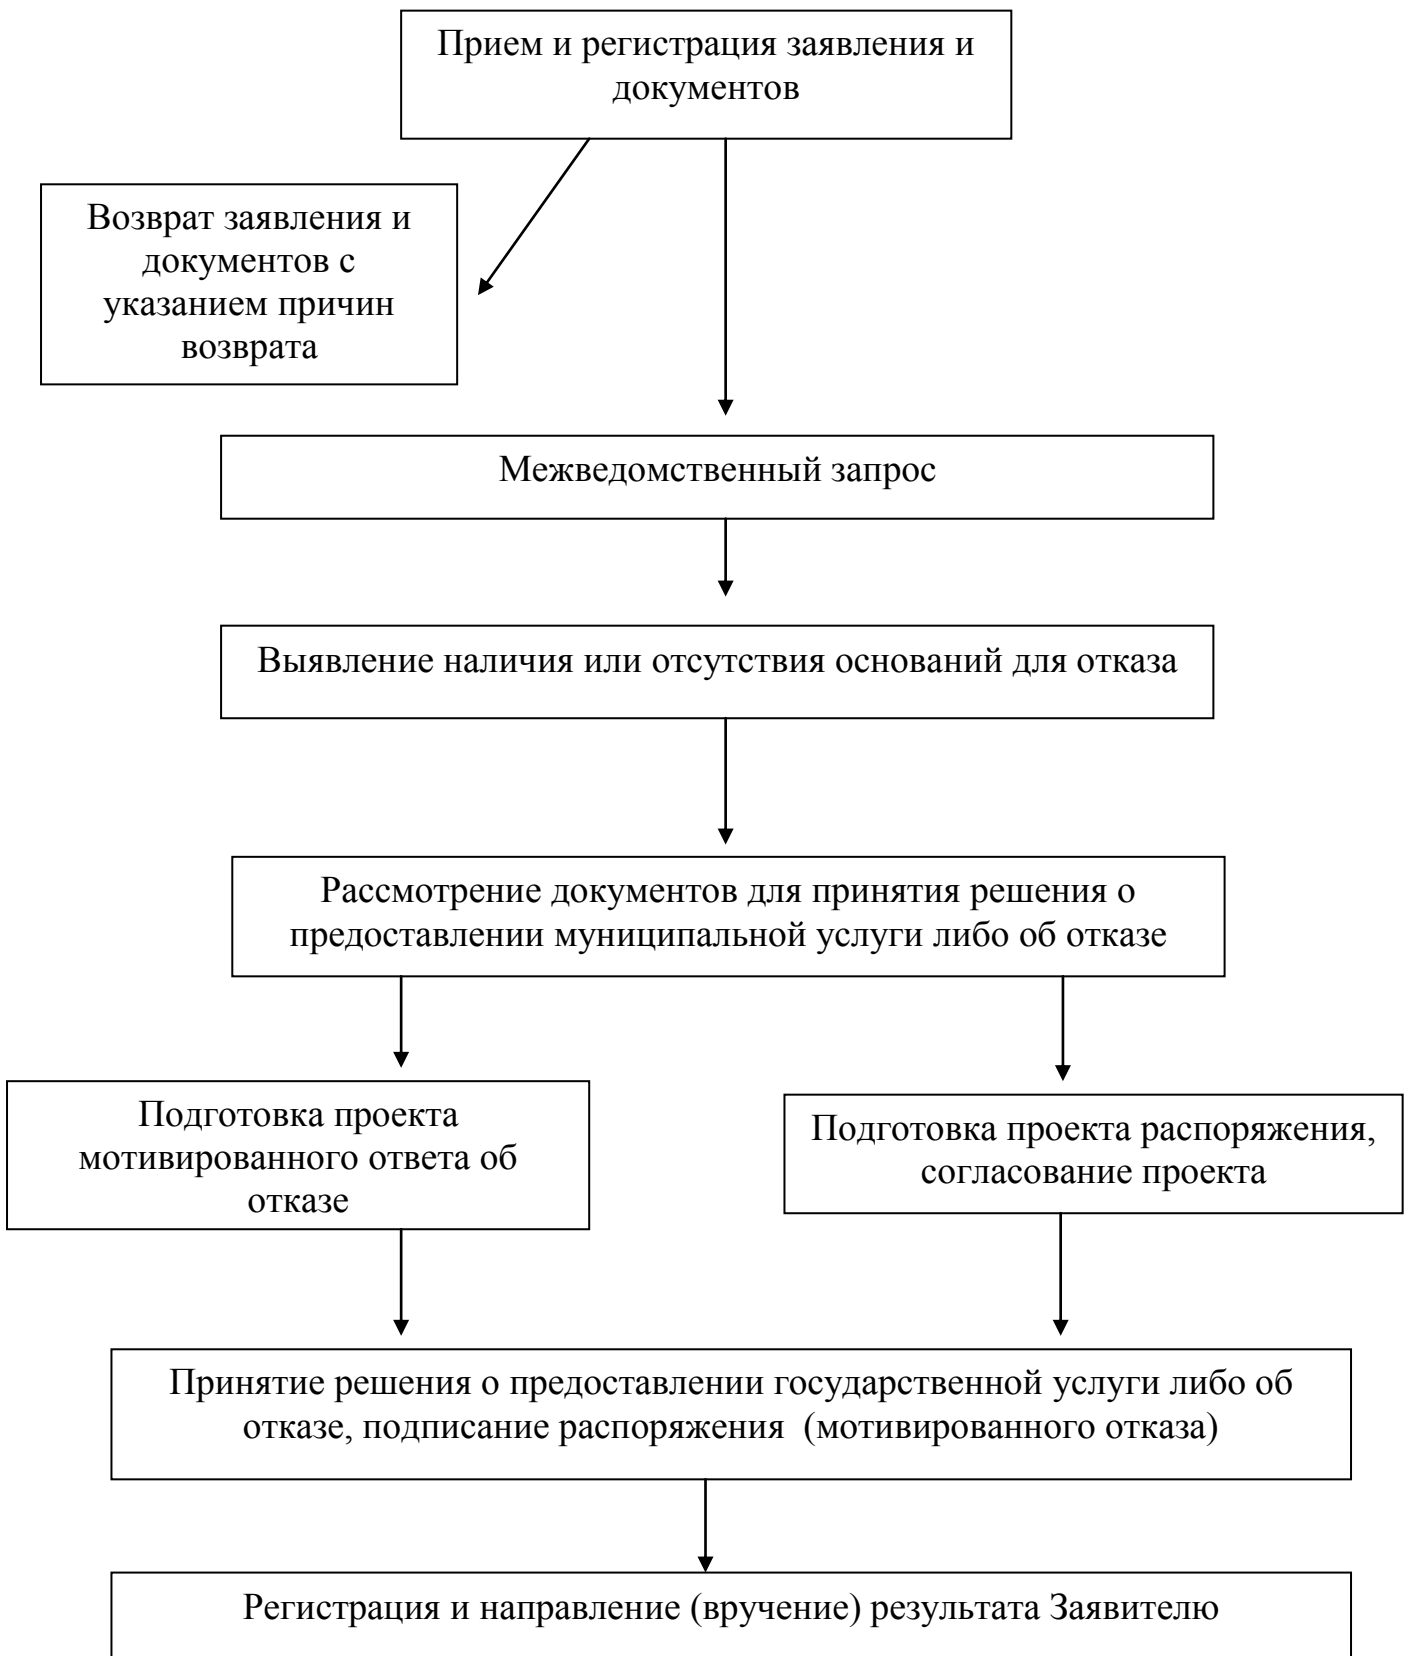 Прием и регистрация заявления и
документов
Возврат заявления и
документов с
указанием причин
возврата
Межведомственный запрос
Выявление наличия или отсутствия оснований для отказа
Рассмотрение документов для принятия решения о
предоставлении муниципальной услуги либо об отказе
Подготовка проекта
мотивированного ответа об
отказе
Подготовка проекта распоряжения,
согласование проекта
Принятие решения о предоставлении государственной услуги либо об
отказе, подписание распоряжения (мотивированного отказа)
Регистрация и направление (вручение) результата Заявителю